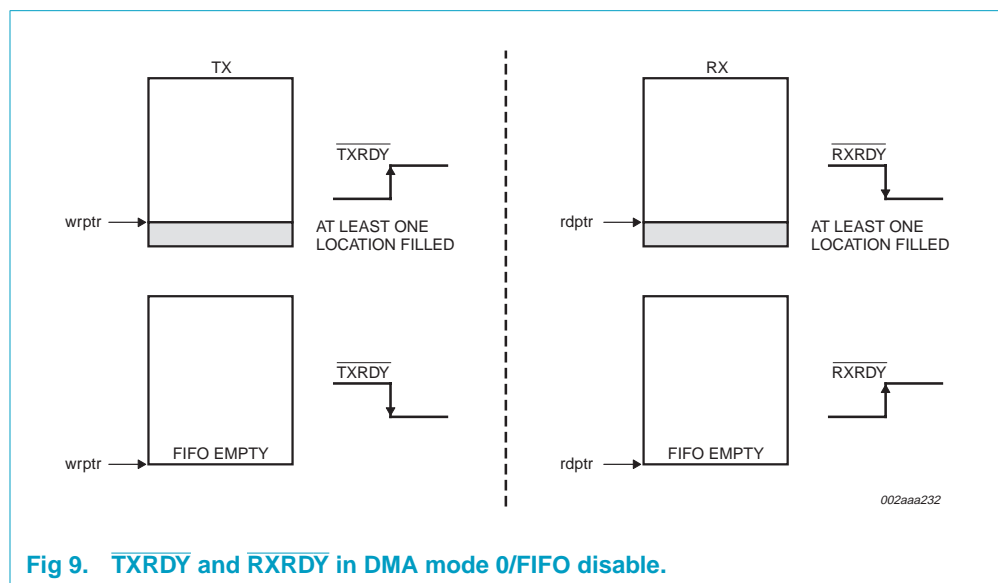 TX
TXRDY
wrptr
AT LEAST ONE
LOCATION FILLED
TXRDY
FIFO EMPTY
wrptr
RX
RXRDY
rdptr
AT LEAST ONE
LOCATION FILLED
RXRDY
FIFO EMPTY
rdptr
002aaa232
Fig 9. TXRDY and RXRDY in DMA mode 0/FIFO disable.